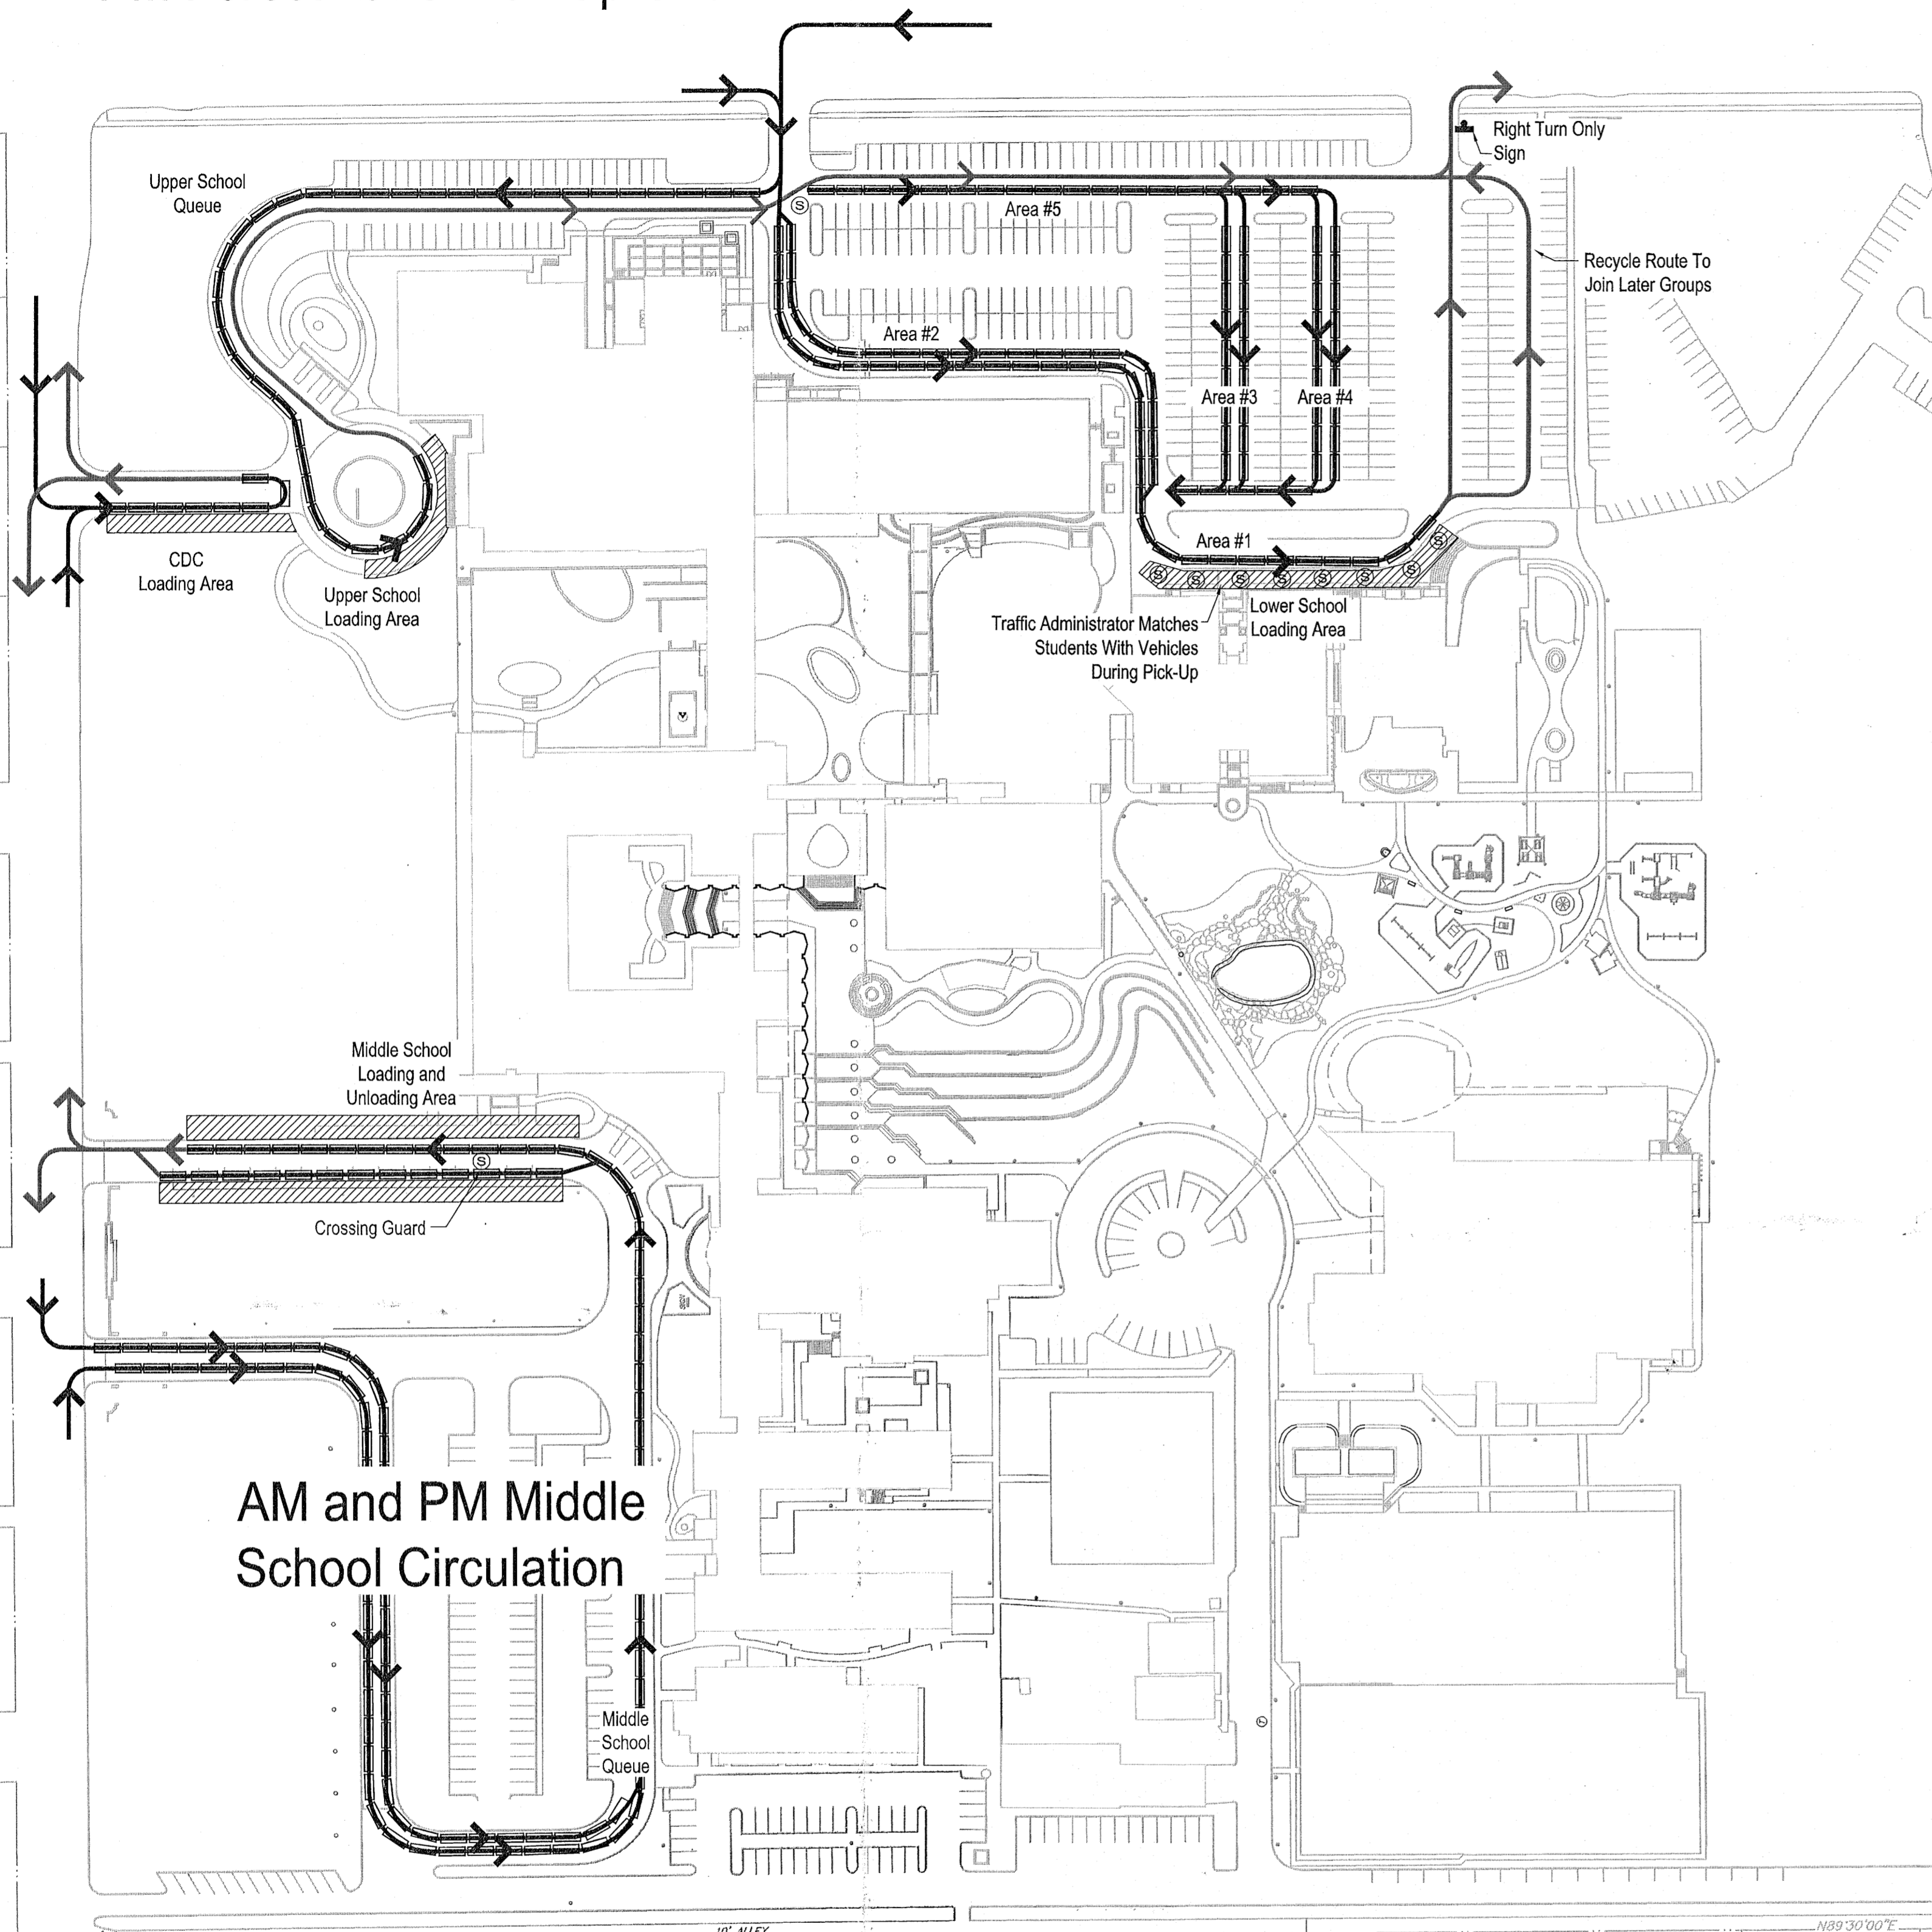 Right Turn Only
Sign
Upper School
Queue
S
Area #5
Recycle Route To
Join Later Groups
Area #2
Area #3
Area #4
CDC
Loading Area
Upper School
Loading Area
Area #1
S
S
S
S
S
S
S
S
Lower School
Loading Area
Traffic Administrator Matches
Students With Vehicles
During Pick-Up
Middle School
Loading and
Unloading Area
S
Crossing Guard
AM and PM Middle
School Circulation
Middle
School
Queue
10' ALLEY
N89°30'00"E